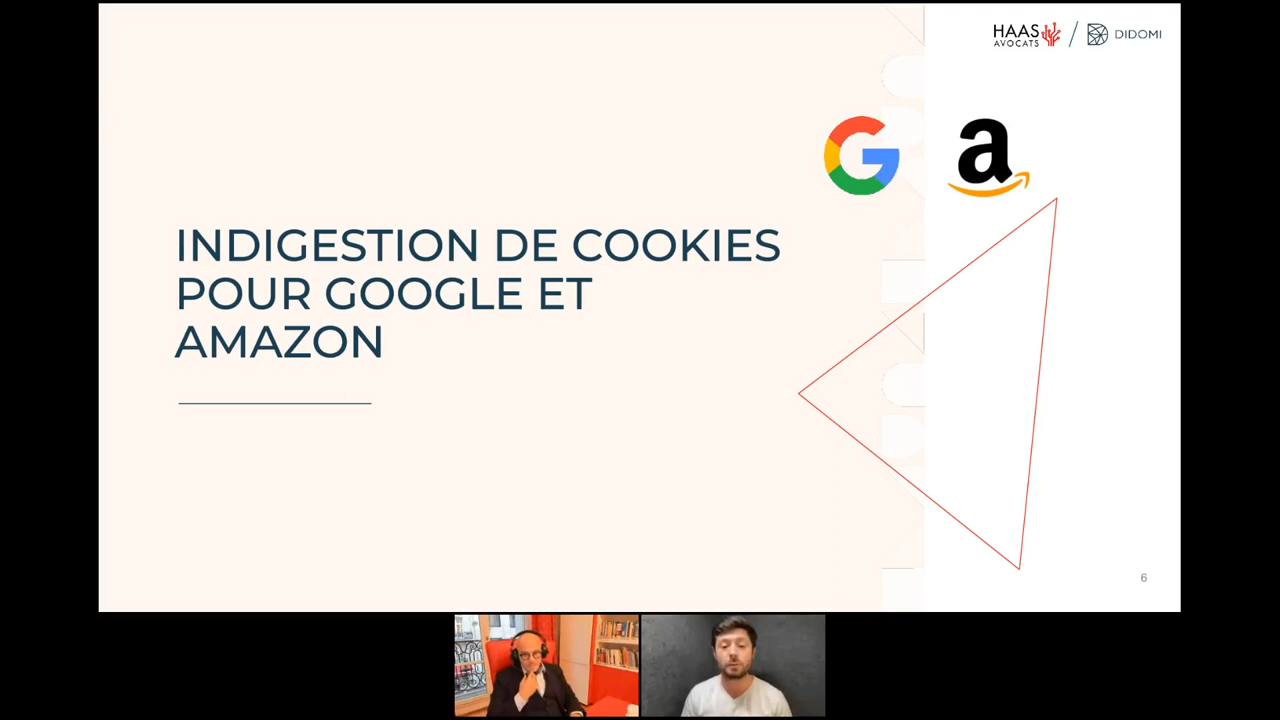 HAAS
AVOCATS
DIDOMI
INDIGESTION DE COOKIES
POUR GOOGLE ET
AMAZON
6